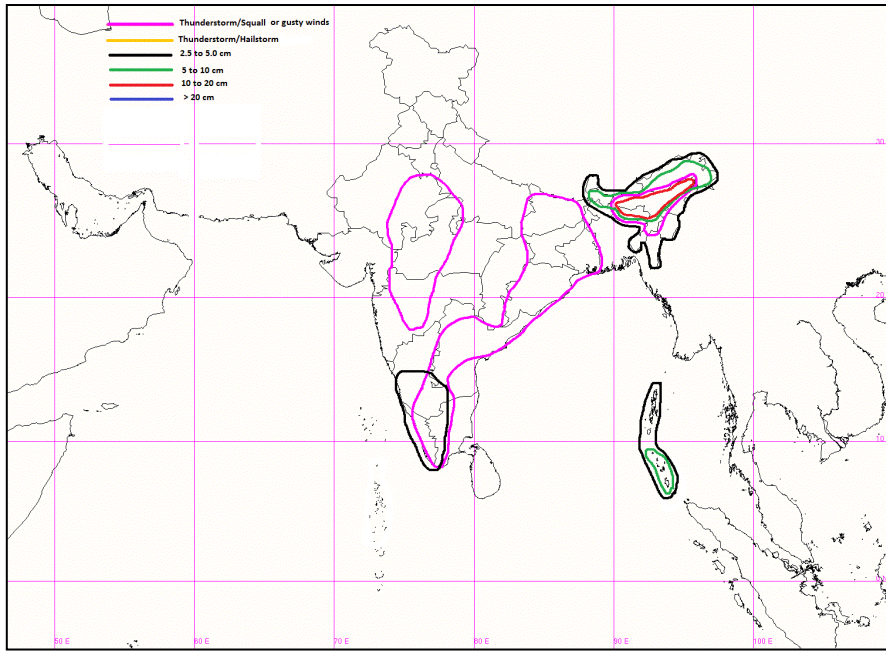 Thunderstorm/Squall or gusty winds
Thunderstorm/Hailstorm
2.5 to 5.0 cm
5 to 10 cm
10 to 20 cm
> 20 cm
30
20
10
50 E
60 E
70 E
80 E
90 E
100 E